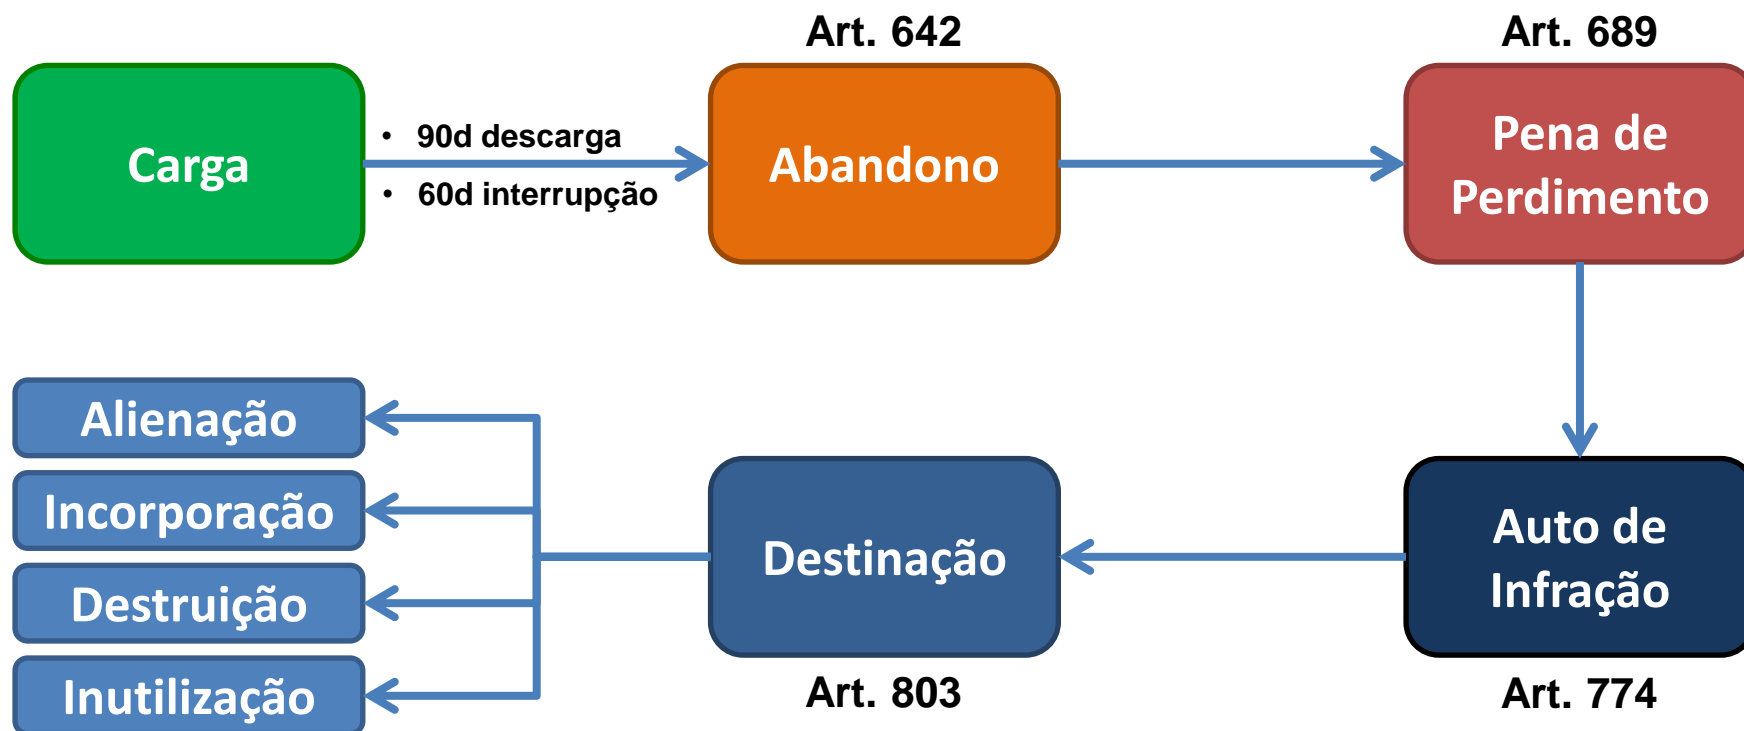 Art. 642
Art. 689
Carga
• 90d descarga
• 60d interrupção
Abandono
Pena de
Perdimento
Alienação
Incorporação
Destruição
Inutilização
Destinação
Art. 803
Auto de
Infração
Art. 774